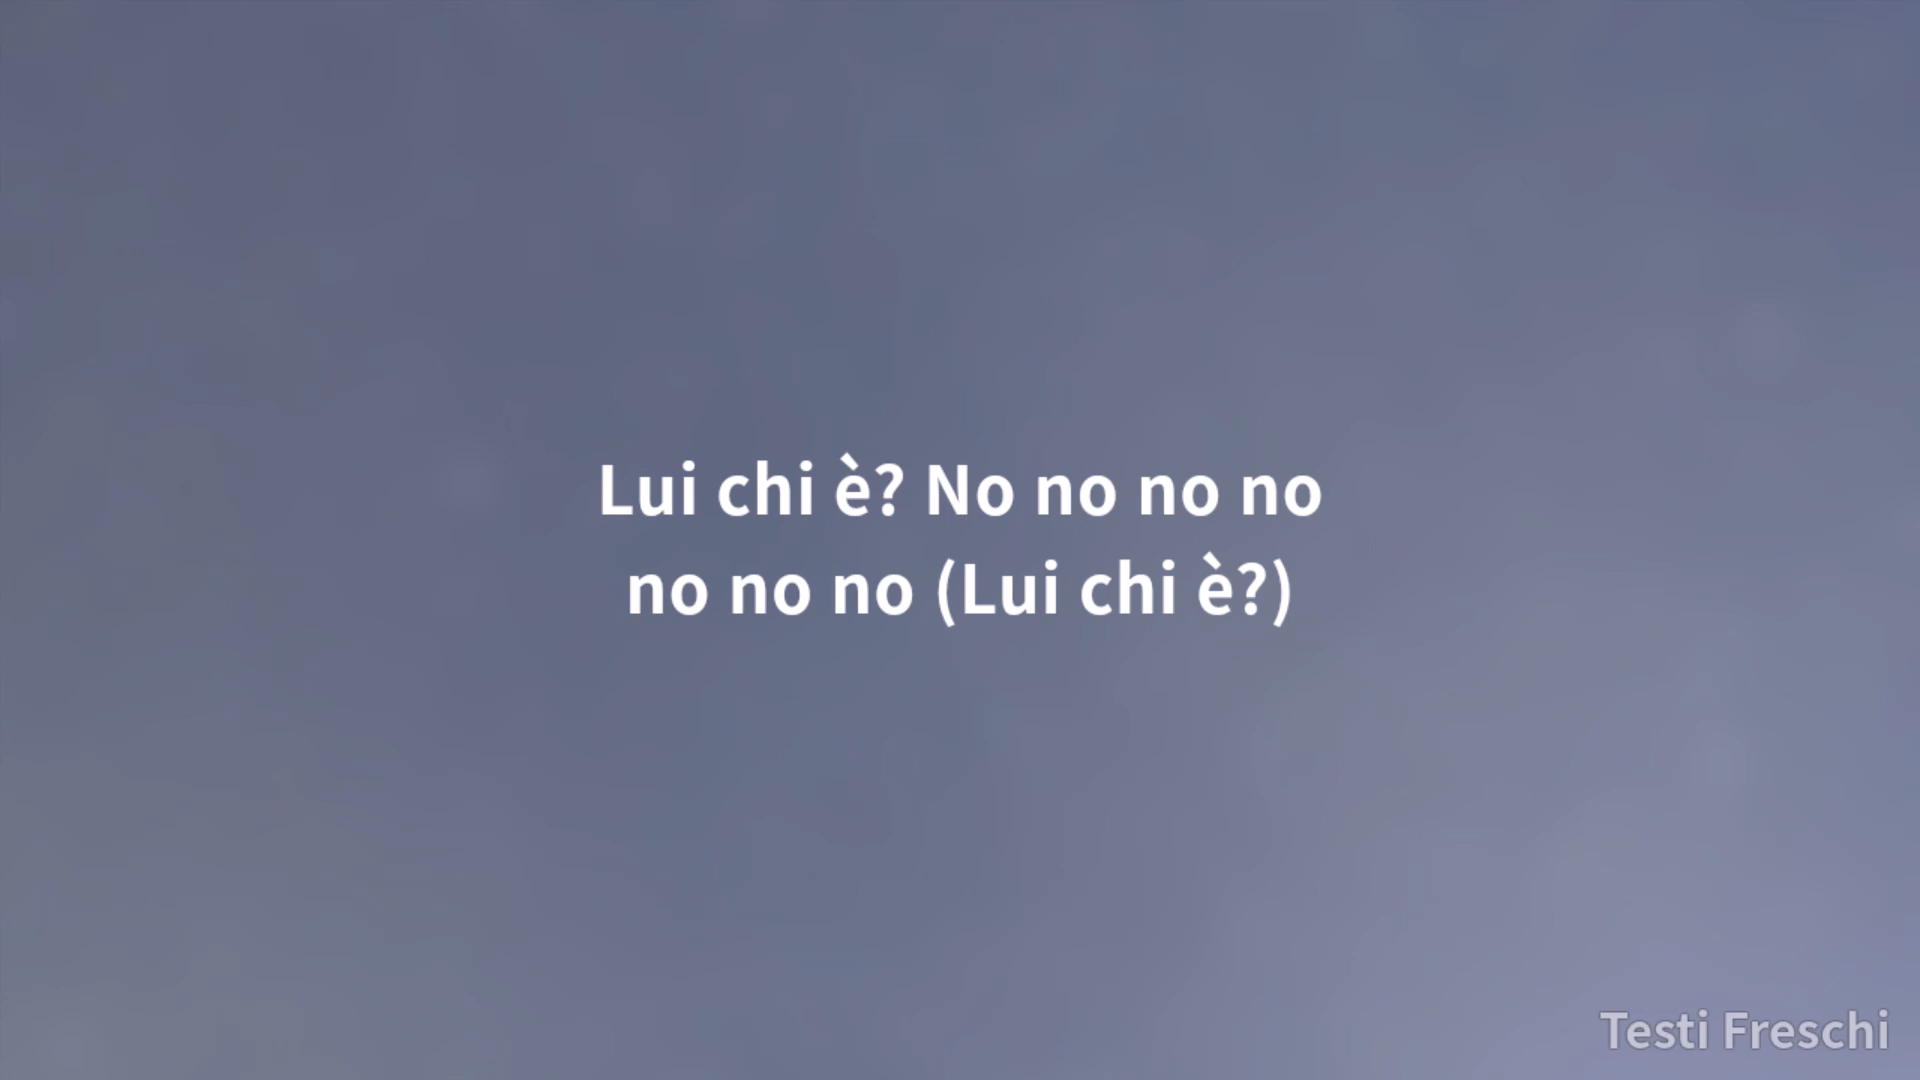 Lui chi è? No no no no
no no no (Lui chi è?)
Testi Freschi